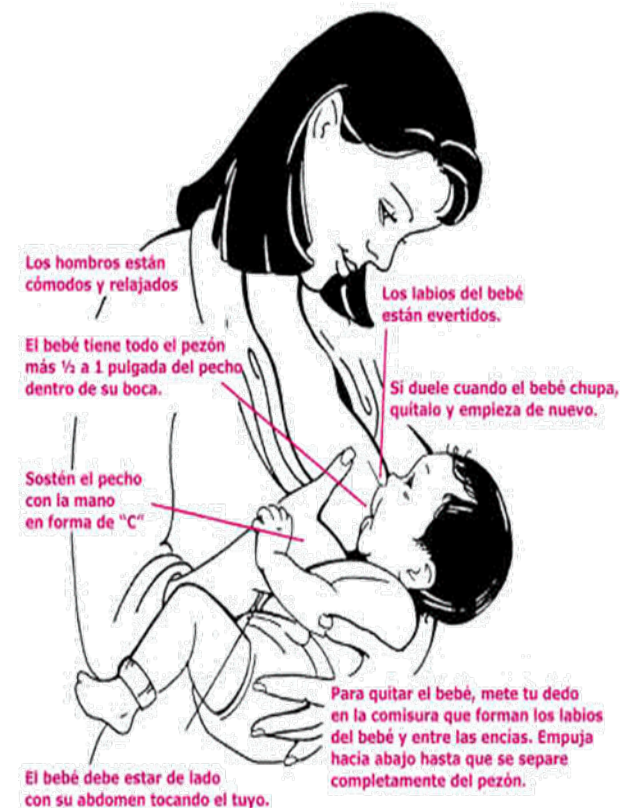 Los hombros están
cómodos y relajados
Los labios del bebé
están evertidos.
El bebé tiene todo el pezón
más ½ a 1 pulgada del pecho
dentro de su boca.
Si duele cuando el bebé chupa,
quítalo y empieza de nuevo.
Sostén el pecho
con la mano
en forma de "C"
Para quitar el bebé, mete tu dedo
en la comisura que forman los labios
del bebé y entre las encías. Empuja
hacia abajo hasta que se separe
completamente del pezón.
El bebé debe estar de lado
con su abdomen tocando el tuyo.